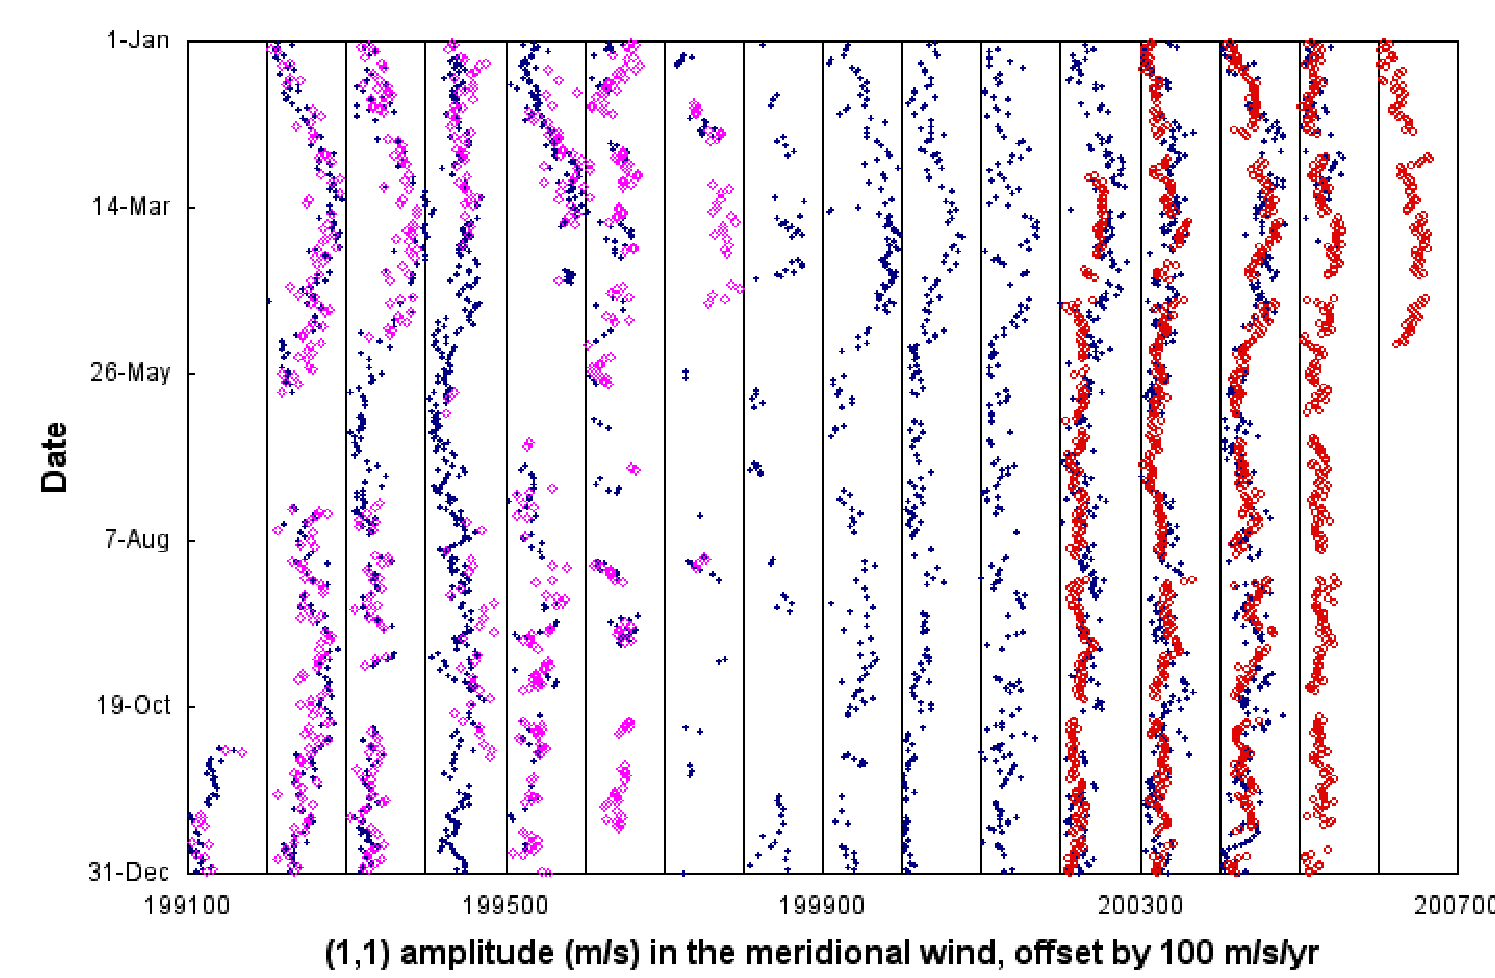 1-Jan
14-Mar
26-May
7-Aug
19-Oct
31-Dec
Date
199100 199500 199900 200300 200700
(1,1) amplitude (m/s) in the meridional wind, offset by 100 m/s/yr